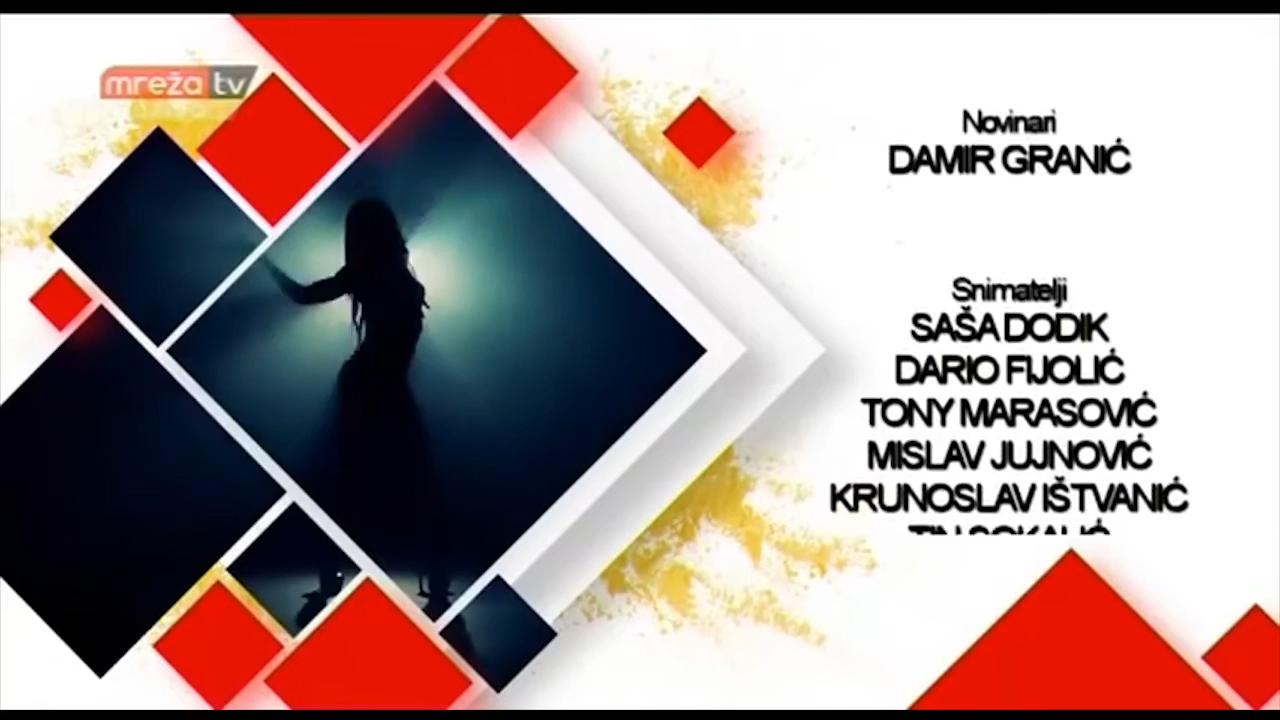 mreža tv
Novinari
DAMIR GRANIĆ
Snimatelji
SAŠA DODIK
DARIO FIJOLIĆ
TONY MARASOVIĆ
MISLAV JUJNOVIĆ
KRUNOSLAV IŠTVANIĆ